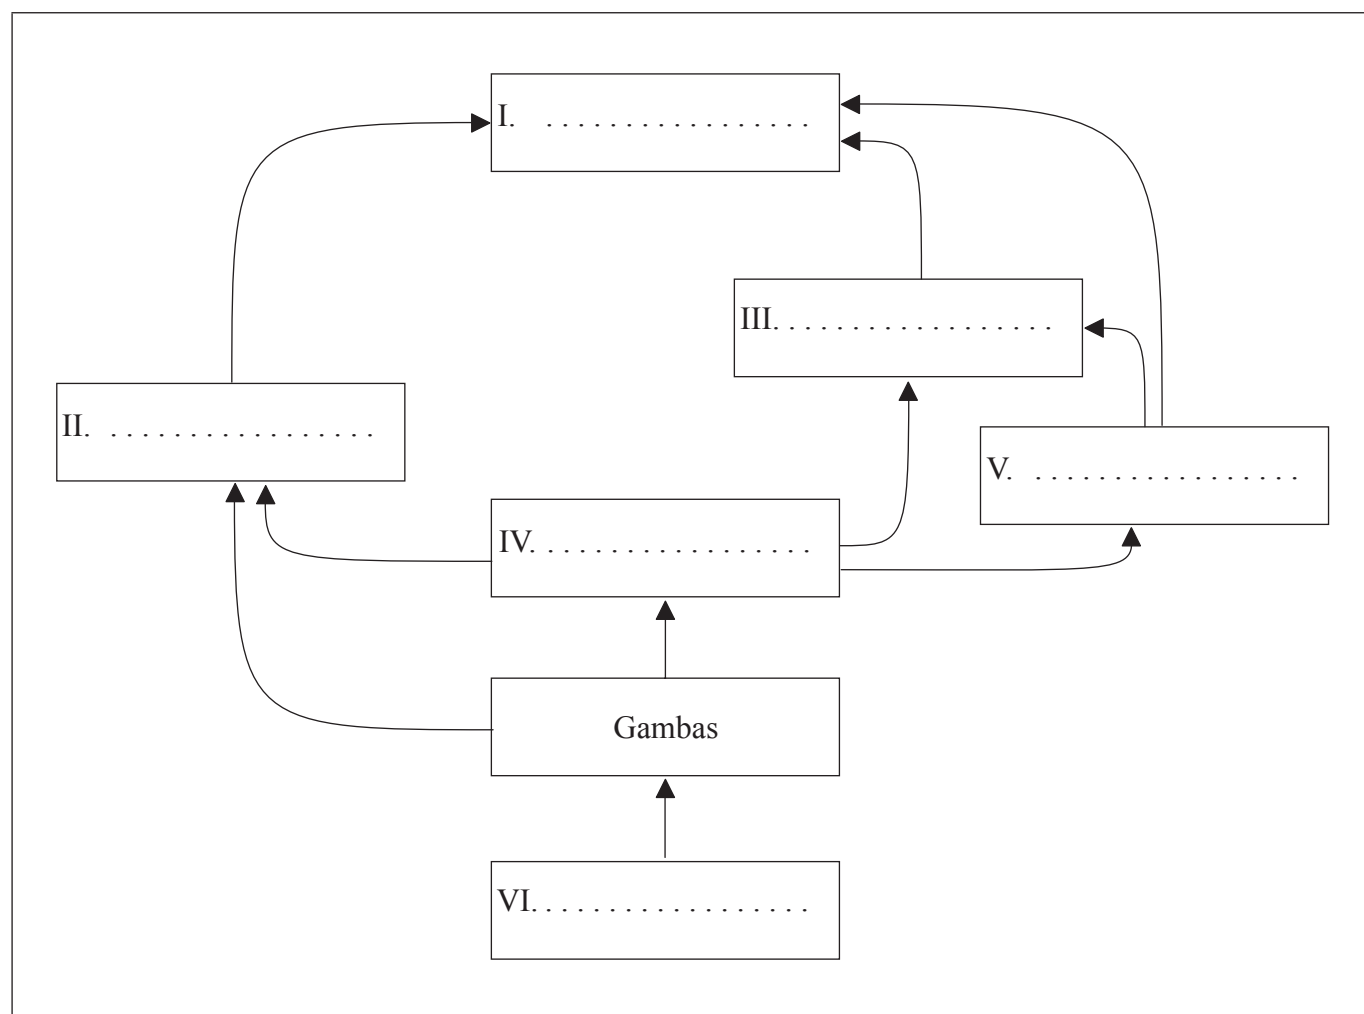 I. . . . . . . . . . . . . . . . . .
III. . . . . . . . . . . . . . . . . . .
II. . . . . . . . . . . . . . . . . .
V. . . . . . . . . . . . . . . . . .
IV. . . . . . . . . . . . . . . . . . .
Gambas
VI. . . . . . . . . . . . . . . . . . .